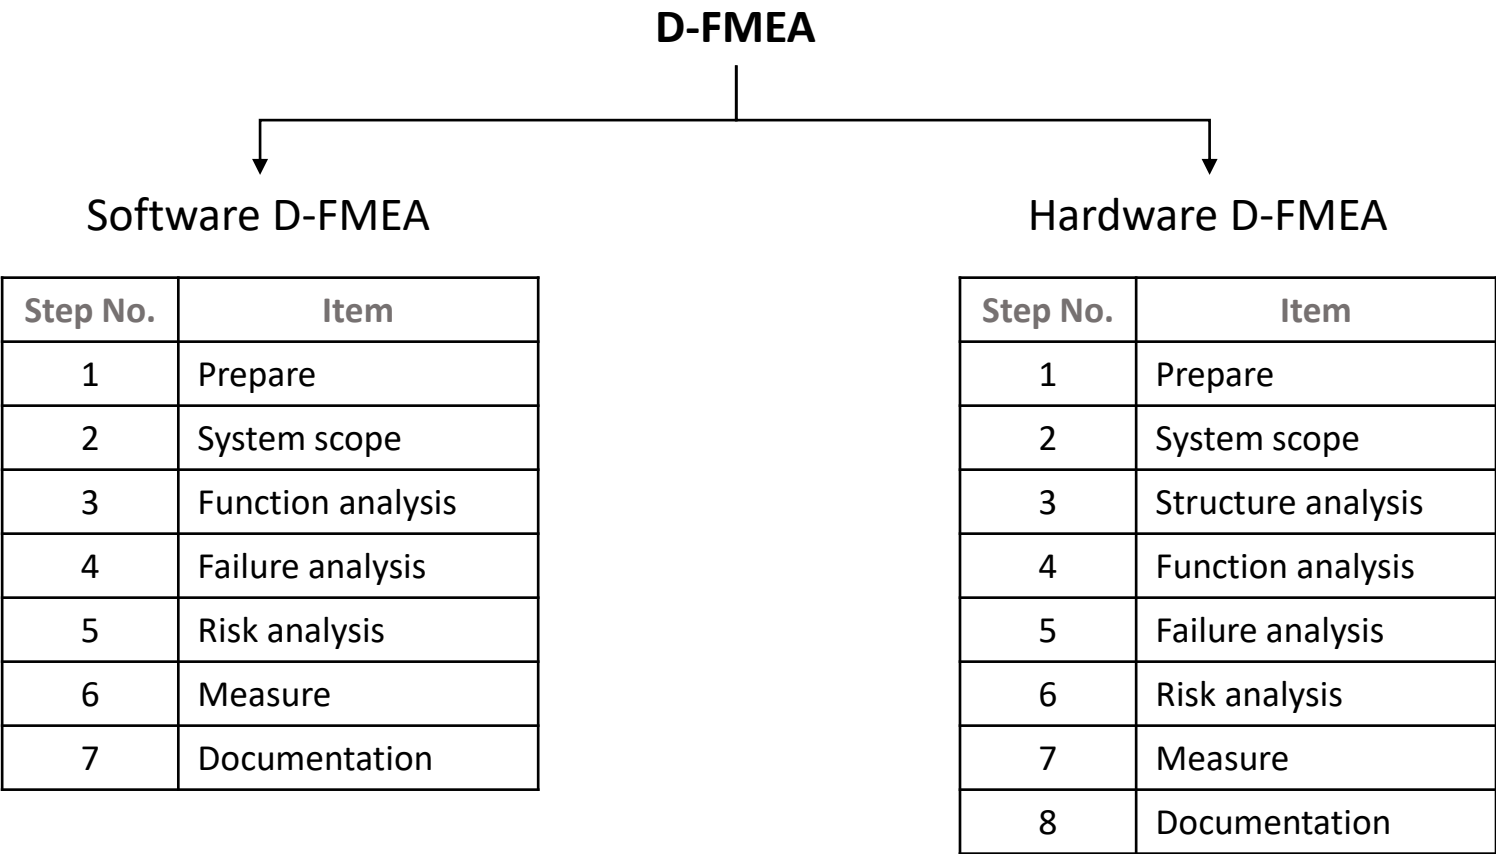 D-FMEA
Software D-FMEA
Step No. Item
1 Prepare
2 System scope
3 Function analysis
4 Failure analysis
5 Risk analysis
6 Measure
7 Documentation
Hardware D-FMEA
Step No. Item
1 Prepare
2 System scope
3 Structure analysis
4 Function analysis
5 Failure analysis
6 Risk analysis
7 Measure
8 Documentation